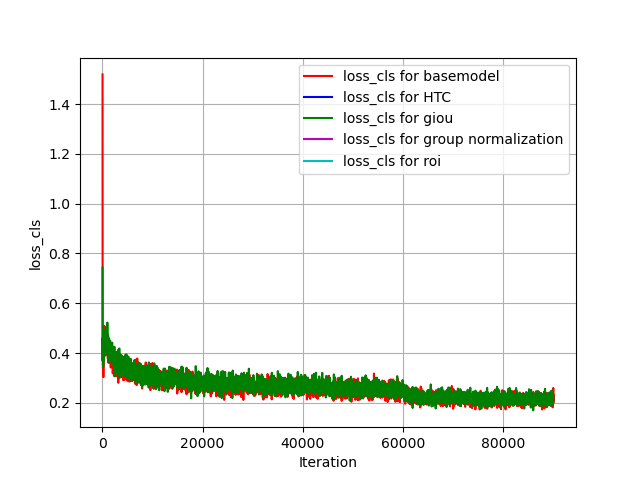 loss_cls for basemodel
loss_cls for HTC
loss_cls for giou
loss_cls for group normalization
loss_cls for roi
1.4
1.2
1.0
0.8
0.6
0.4
0.2
loss_cls
0 20000 40000 60000 80000
Iteration